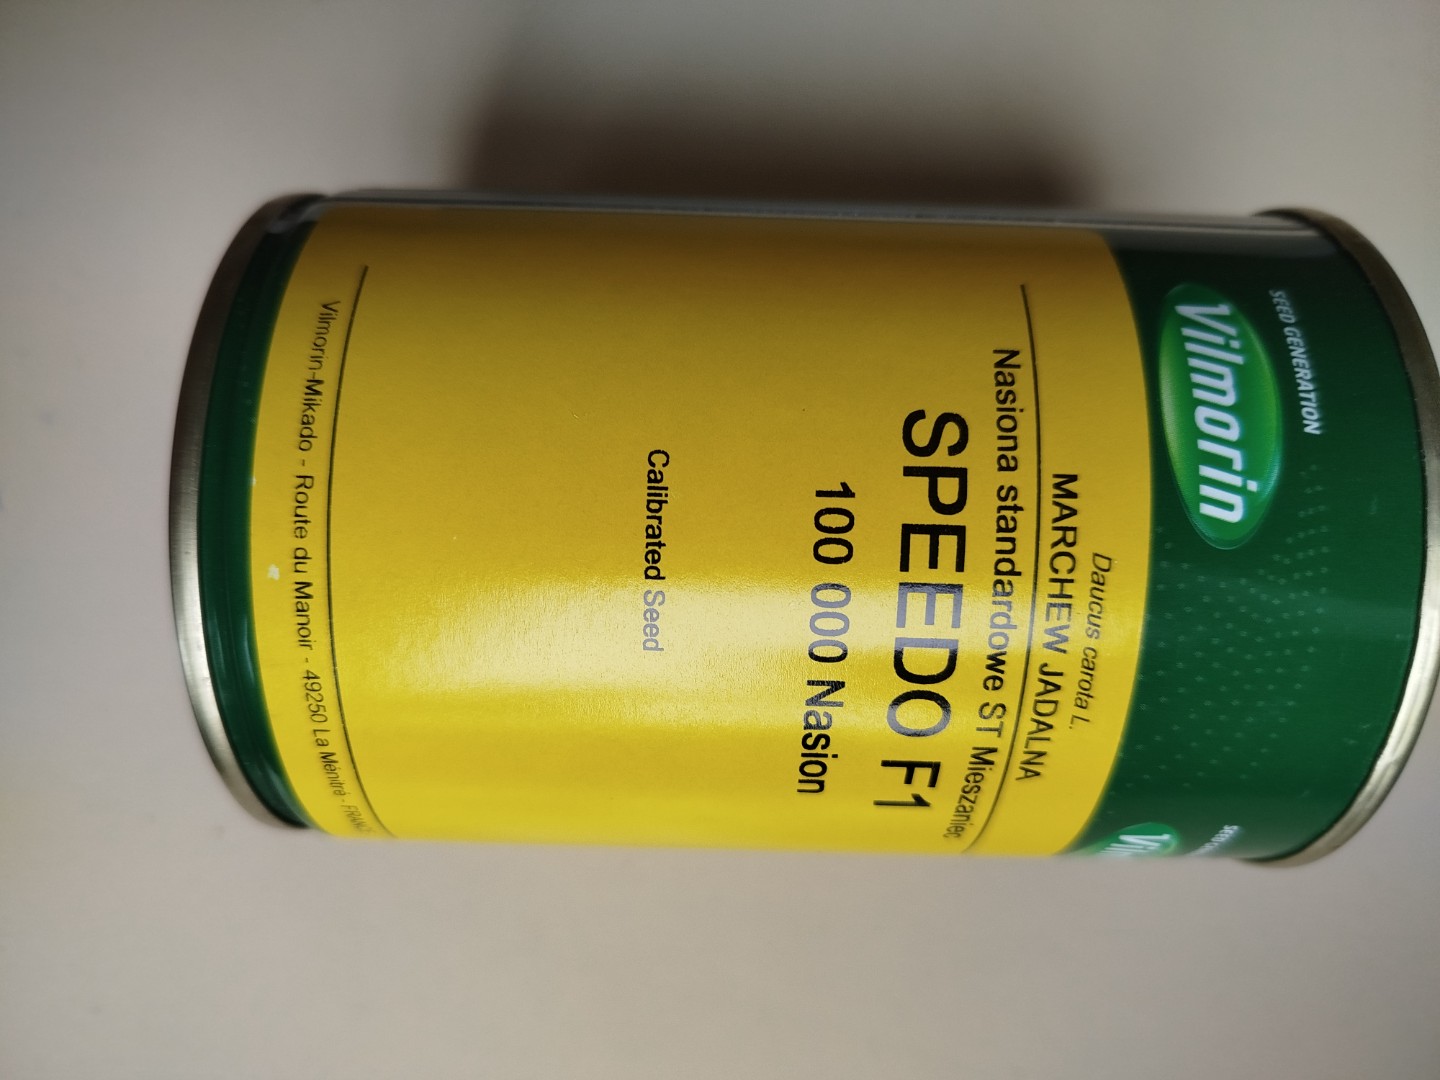 SEED GENERATION
Vilmorin
Daucus carota L.
MARCHEW JADALNA
Nasiona standardowe ST Mieszaniec
SPEEDO F1
100 000 Nasion
Calibrated Seed
Vilmorin-Mikado - Route du Manoir - 49250 La Ménitré - FRANCE